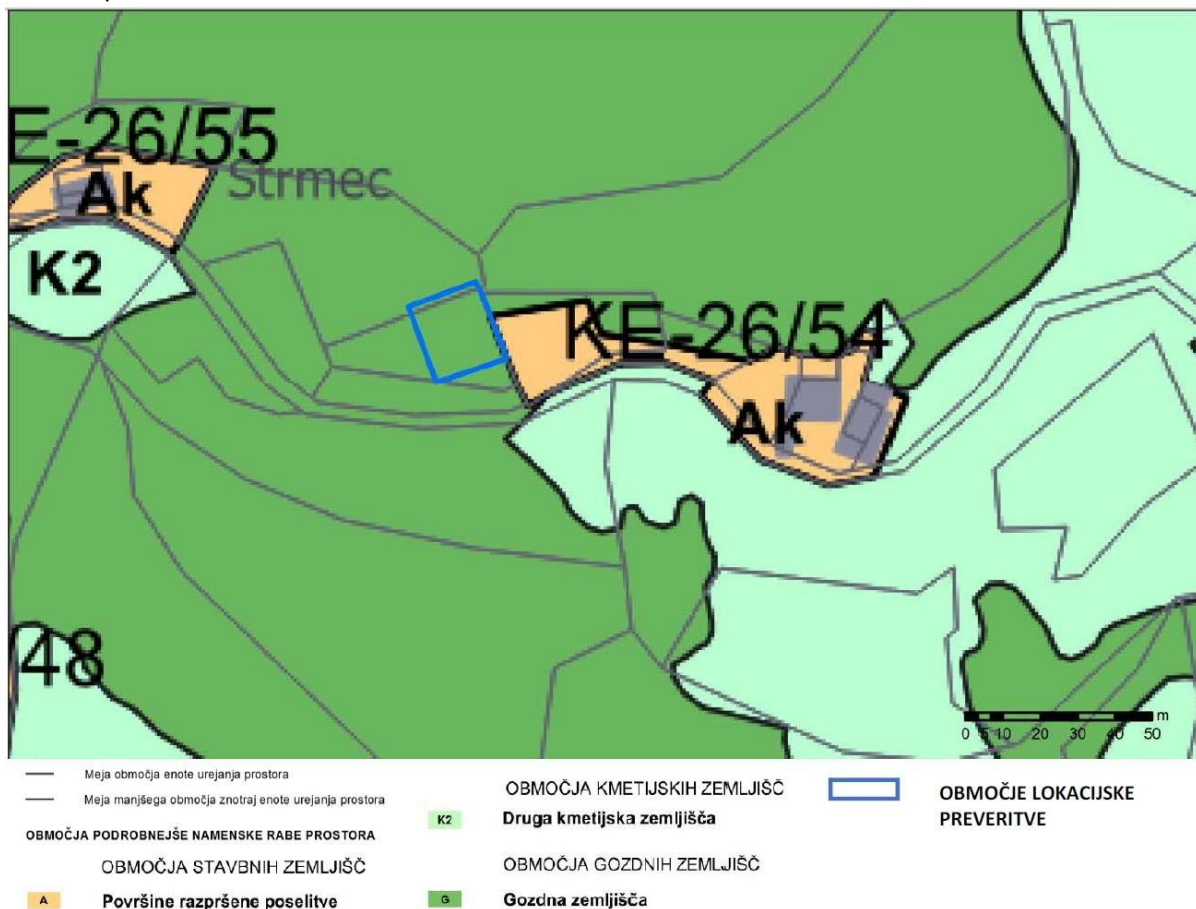 E-26/55
Ak
Strmec
K2
KE-26/54
Ak
48
m
0 5 10 20 30 40 50
Meja območja enote urejanja prostora
Meja manjšega območja znotraj enote urejanja prostora
OBMOČJA PODROBNEJŠE NAMENSKE RABE PROSTORA
OBMOČJA STAVBNIH ZEMLJIŠČ
A Površine razpršene poselitve
OBMOČJA KMETIJSKIH ZEMLJIŠČ
K2 Druga kmetijska zemljišča
OBMOČJA GOZDNIH ZEMLJIŠČ
G Gozdna zemljišča
OBMOČJE LOKACIJSKE
PREVERITVE